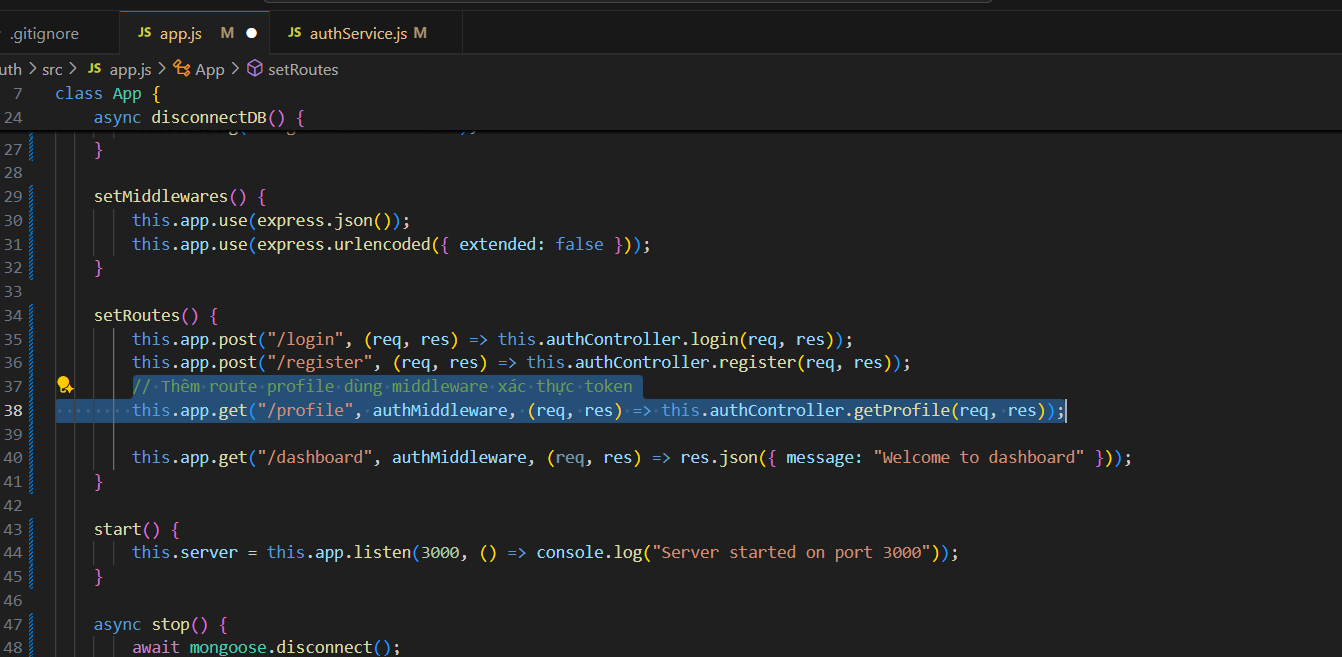 .gitignore
JS app.js M
JS authService.js M
uth > src > JS app.js > App > setRoutes
7 class App {
24 async disconnectDB() {
27 }
28
29 setMiddlewares() {
30 this.app.use(express.json());
31 this.app.use(express.urlencoded({ extended: false }));
32 }
33
34 setRoutes() {
35 this.app.post("/login", (req, res) => this.authController.login(req, res));
36 this.app.post("/register", (req, res) => this.authController.register(req, res));
37 // Thêm route profile dùng middleware xác thực token
38 this.app.get("/profile", authMiddleware, (req, res) => this.authController.getProfile(req, res));
39
40 this.app.get("/dashboard", authMiddleware, (req, res) => res.json({ message: "Welcome to dashboard" }));
41 }
42
43 start() {
44 this.server = this.app.listen(3000, () => console.log("Server started on port 3000"));
45 }
46
47 async stop() {
48 await mongoose.disconnect();